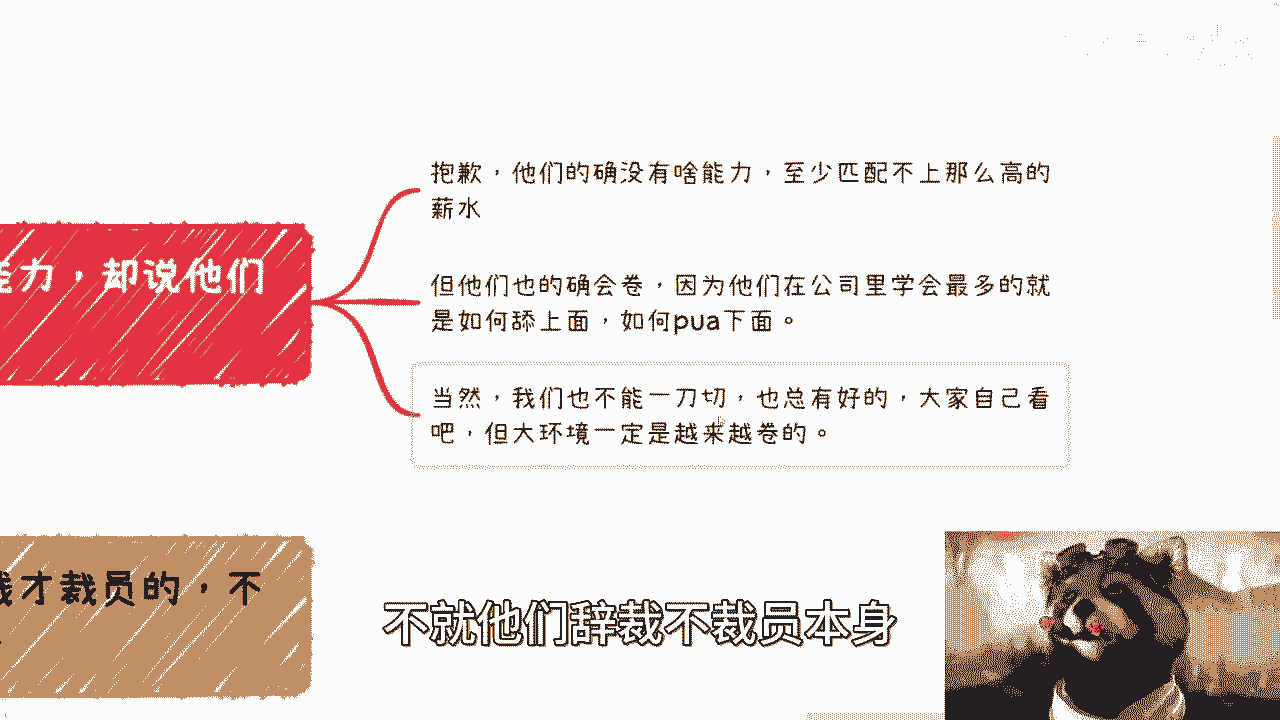 抱歉，他们的确没有啥能力，至少匹配不上那么高的
薪水
能力，却说他们
但他们也的确会卷，因为他们在公司里学会最多的就
是如何舔上面，如何pua下面。
当然，我们也不能一刀切，也总有好的，大家自己看
吧，但大环境一定是越来越卷的。
裁才裁员的，不
不就他们辞裁不裁员本身